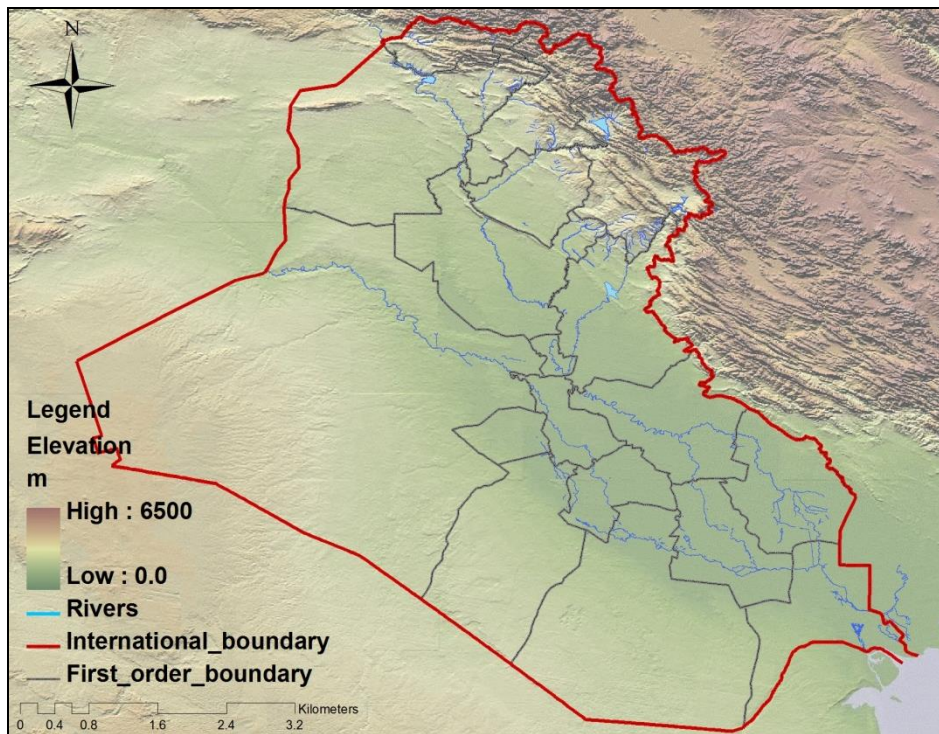 N
Legend
Elevation
m
High : 6500
Low : 0.0
Rivers
International_boundary
First_order_boundary
Kilometers
0 0.4 0.8 1.6 2.4 3.2